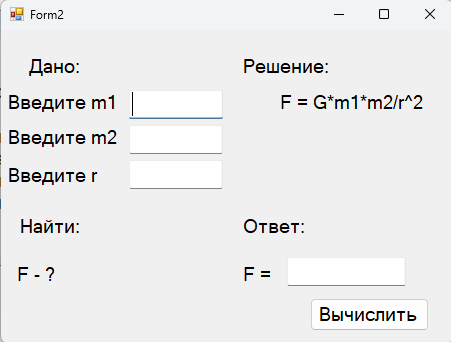 Form2
Дано:
Решение:
Введите m1
F = G*m1*m2/r^2
Введите m2
Введите r
Найти:
Ответ:
F - ?
F =
Вычислить